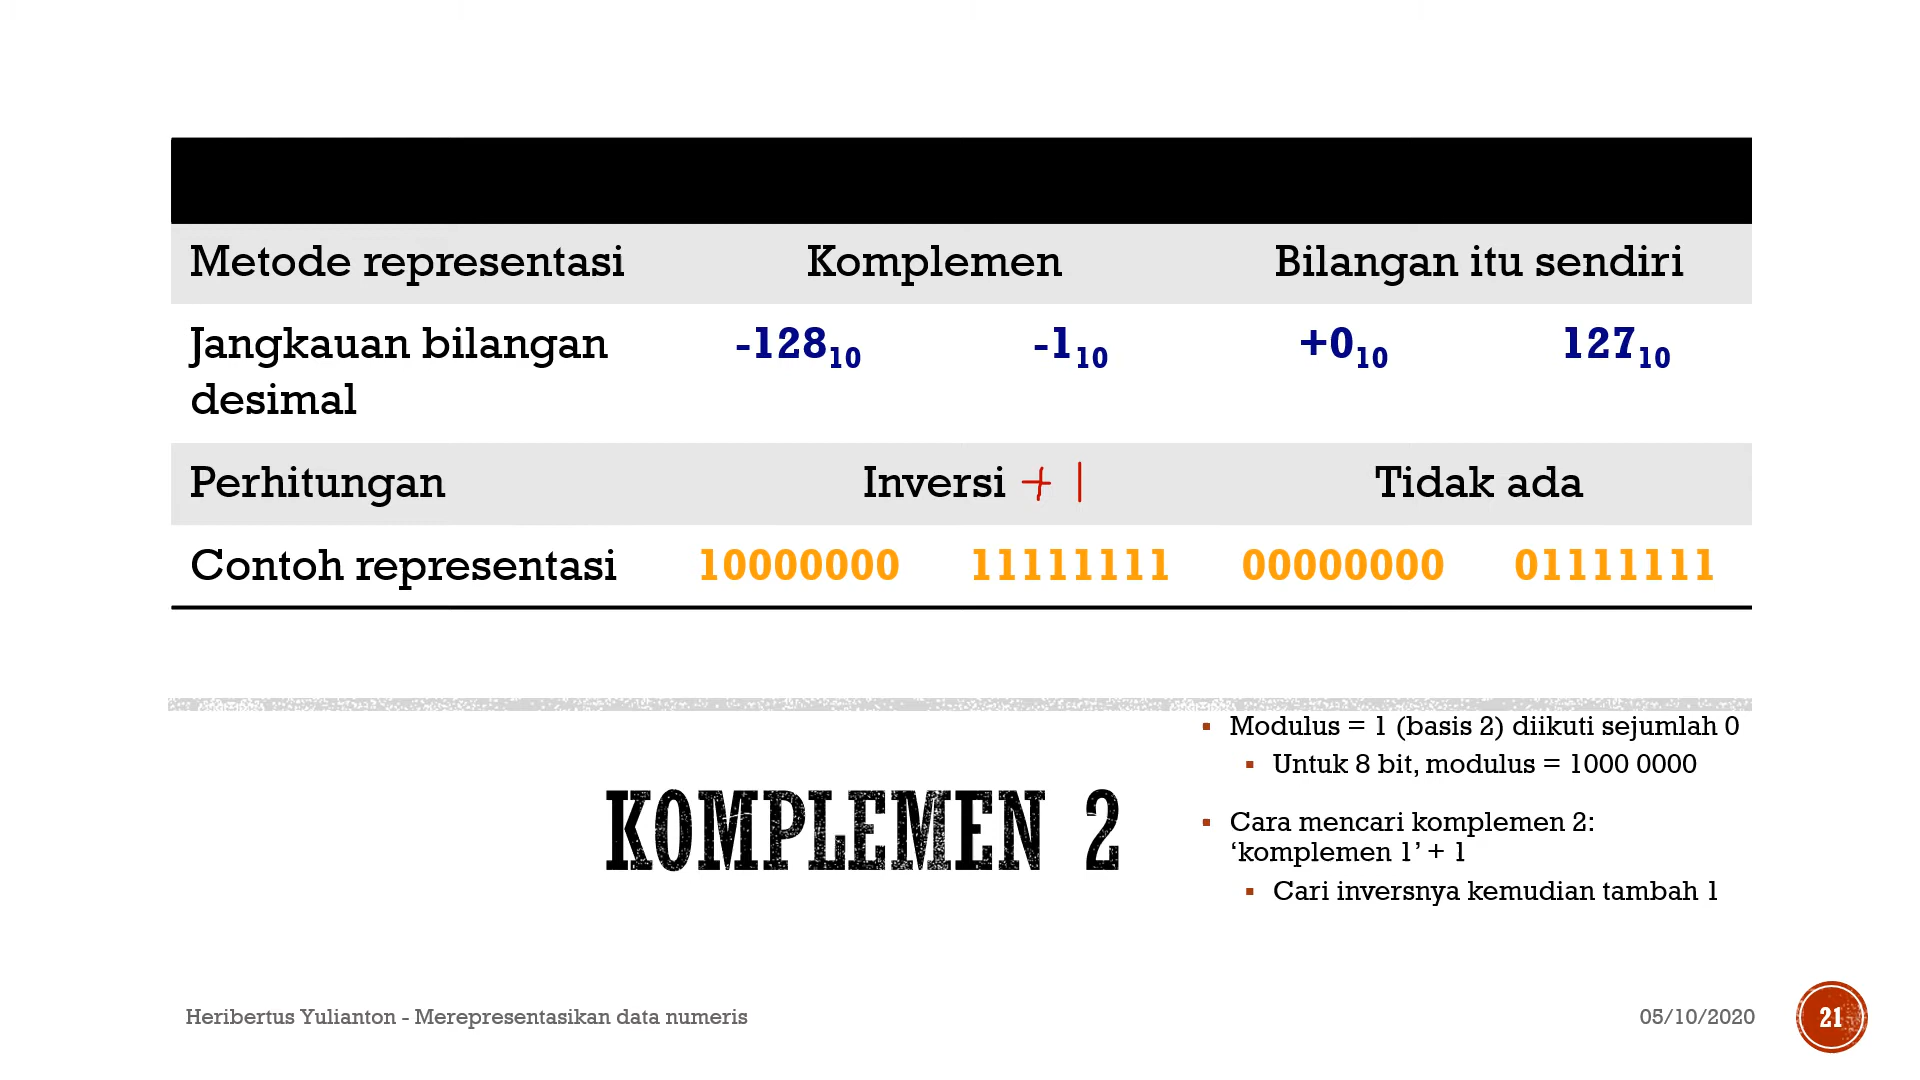 Metode representasi Komplemen Bilangan itu sendiri
Jangkauan bilangan desimal -128₁₀ -1₁₀ +0₁₀ 127₁₀
Perhitungan Inversi + 1 Tidak ada
Contoh representasi 10000000 11111111 00000000 01111111
KOMPLEMEN 2
▪ Modulus = 1 (basis 2) diikuti sejumlah 0
▪ Untuk 8 bit, modulus = 1000 0000
▪ Cara mencari komplemen 2:
‘komplemen 1’ + 1
▪ Cari inversnya kemudian tambah 1
Heribertus Yulianton - Merepresentasikan data numeris 05/10/2020 21